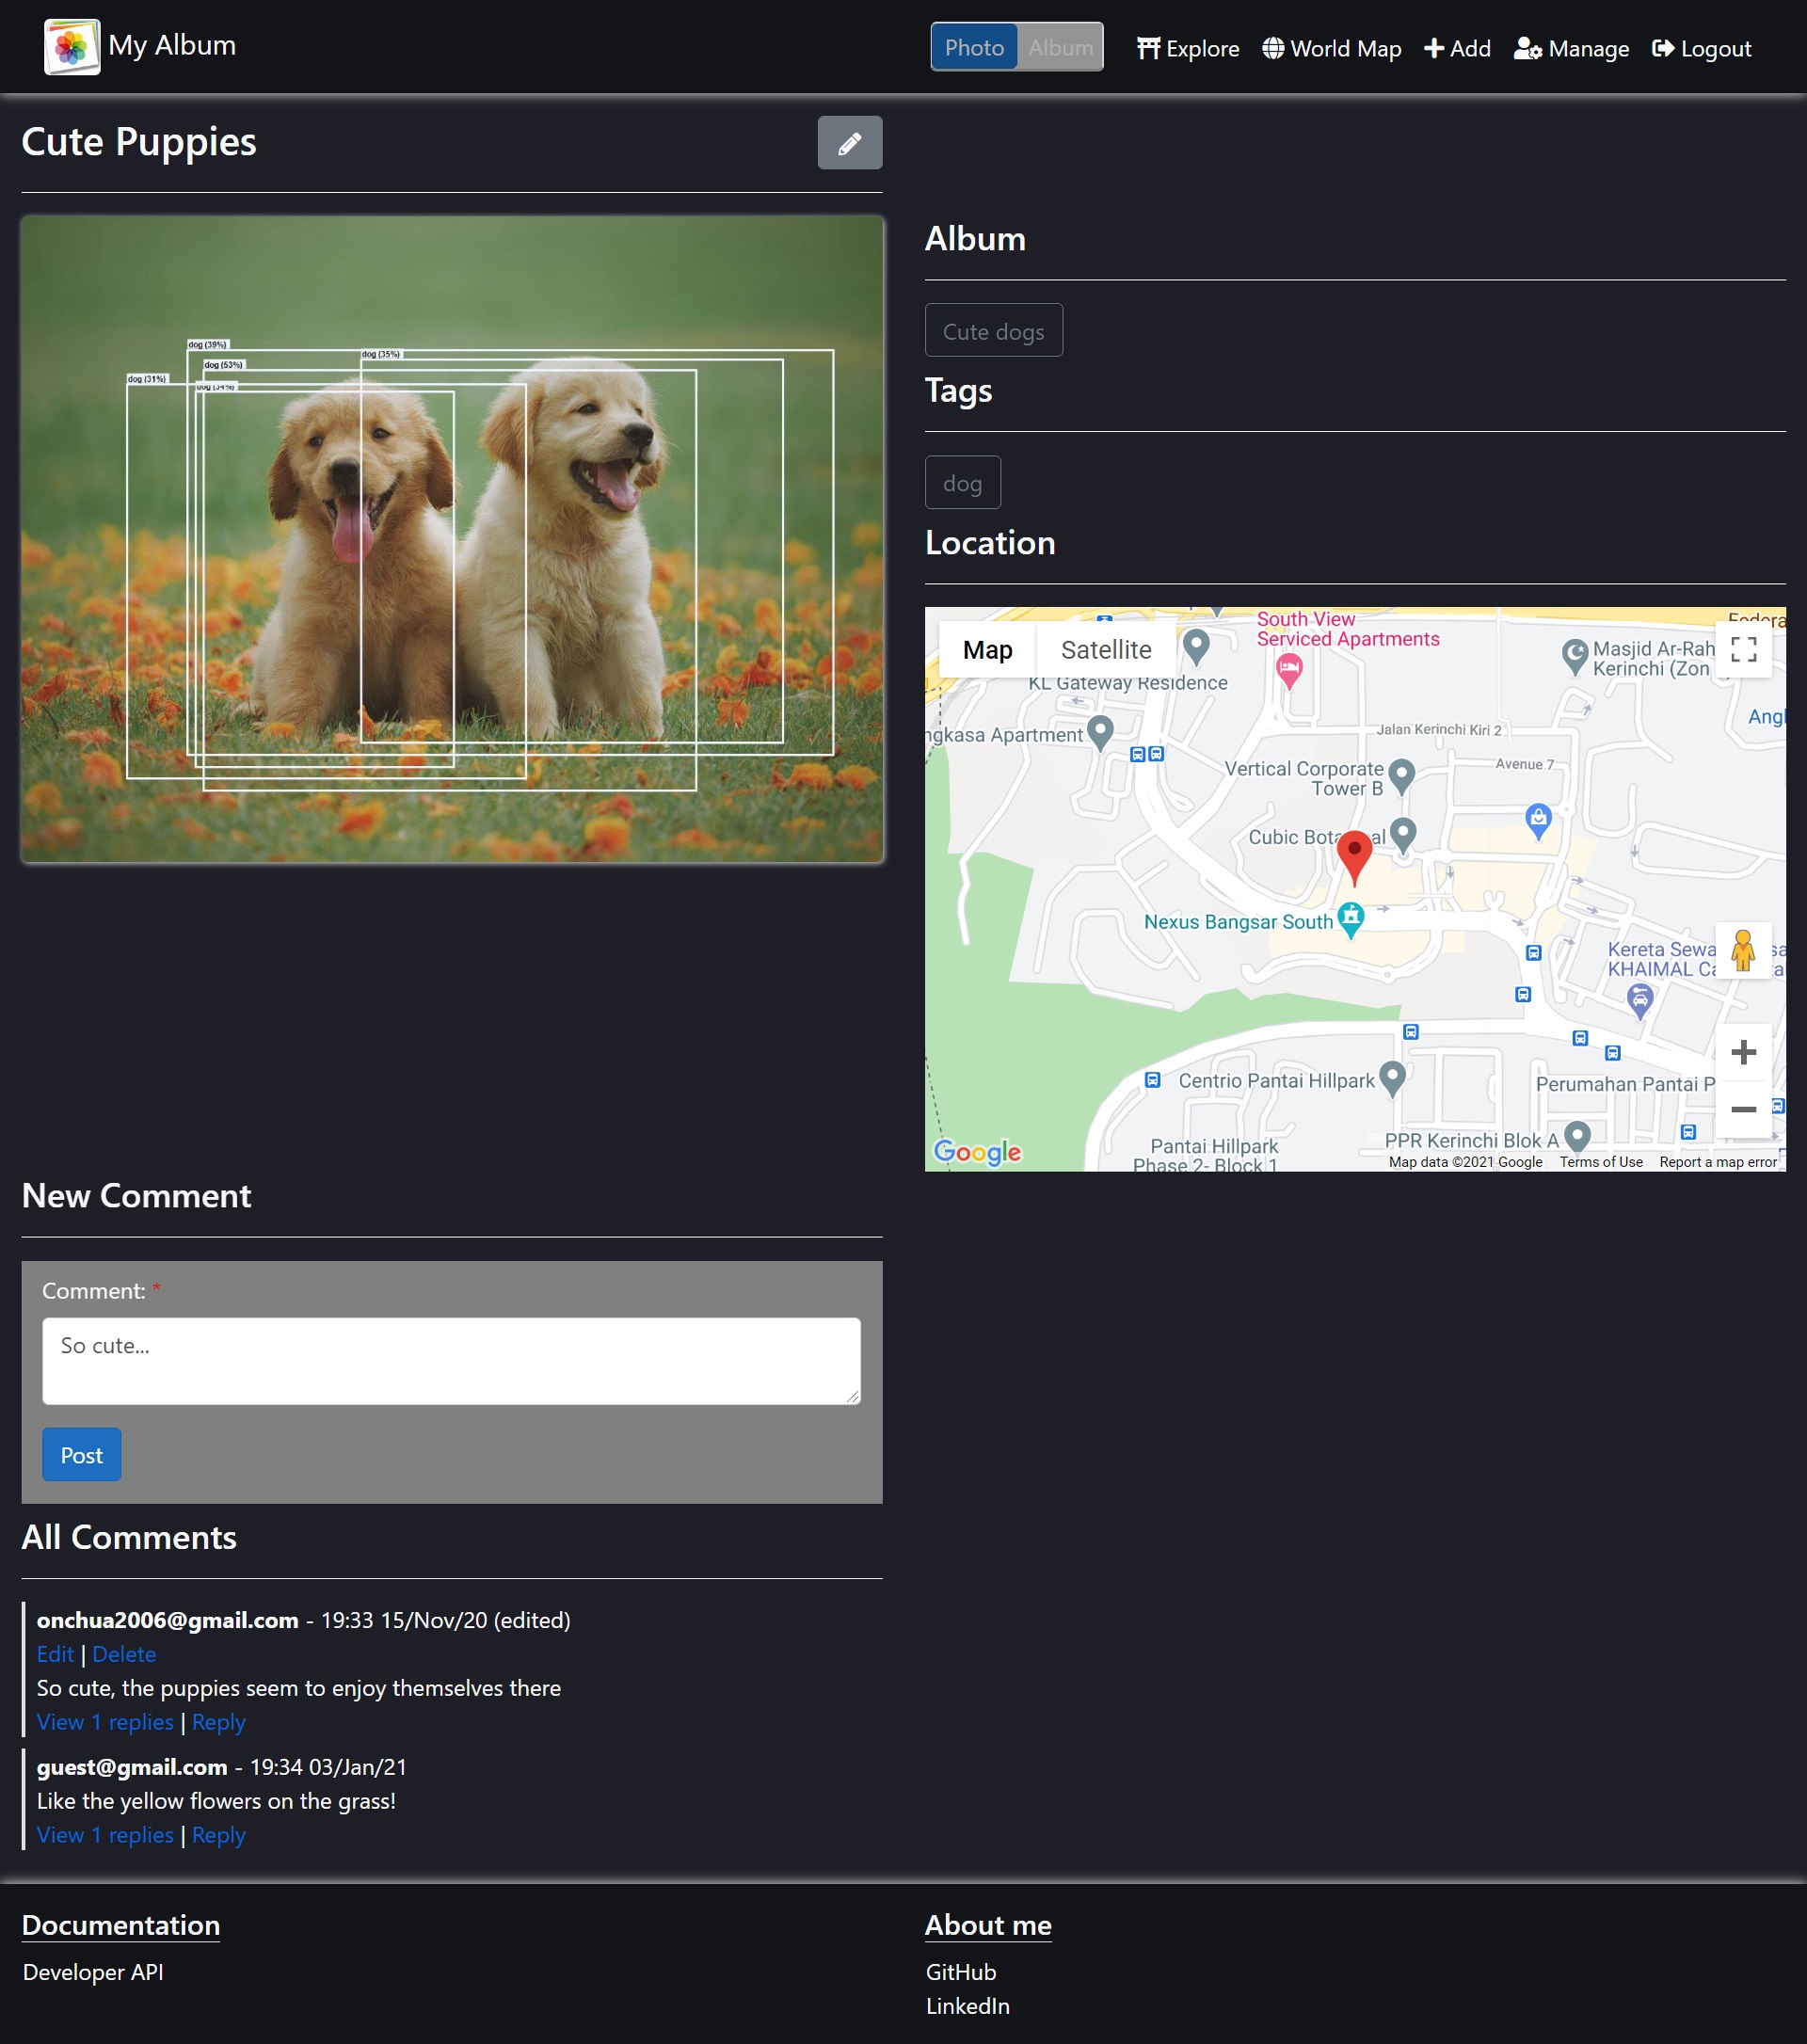 My Album
Photo
Album
Explore
World Map
Add
Manage
Logout
Cute Puppies
dog (39%)
dog (35%)
dog (53%)
dog (31%)
dog (34%)
Album
Cute dogs
Tags
dog
Location
Map
Satellite
South View
Serviced Apartments
KL Gateway Residence
Masjid Ar-Rah
Kerinchi (Zon
Federa
Angl
ngkasa Apartment
Jalan Kerinchi Kiri 2
Avenue 7
Vertical Corporate
Tower B
Cubic Bota al
Nexus Bangsar South
Kereta Sewa sa
KHAIMAL Ca ta
Centrio Pantai Hillpark
Perumahan Pantai P
PPR Kerinchi Blok A
Pantai Hillpark
Phase 2- Block 1
Google
Map data ©2021 Google
Terms of Use
Report a map error
New Comment
Comment: *
So cute...
Post
All Comments
onchua2006@gmail.com - 19:33 15/Nov/20 (edited)
Edit | Delete
So cute, the puppies seem to enjoy themselves there
View 1 replies | Reply
guest@gmail.com - 19:34 03/Jan/21
Like the yellow flowers on the grass!
View 1 replies | Reply
Documentation
Developer API
About me
GitHub
LinkedIn